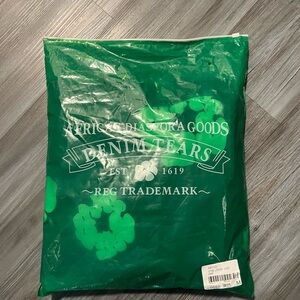 AFRICAN DIASPORA GOODS
DENIM TEARS
EST. 1619
~REG TRADEMARK~